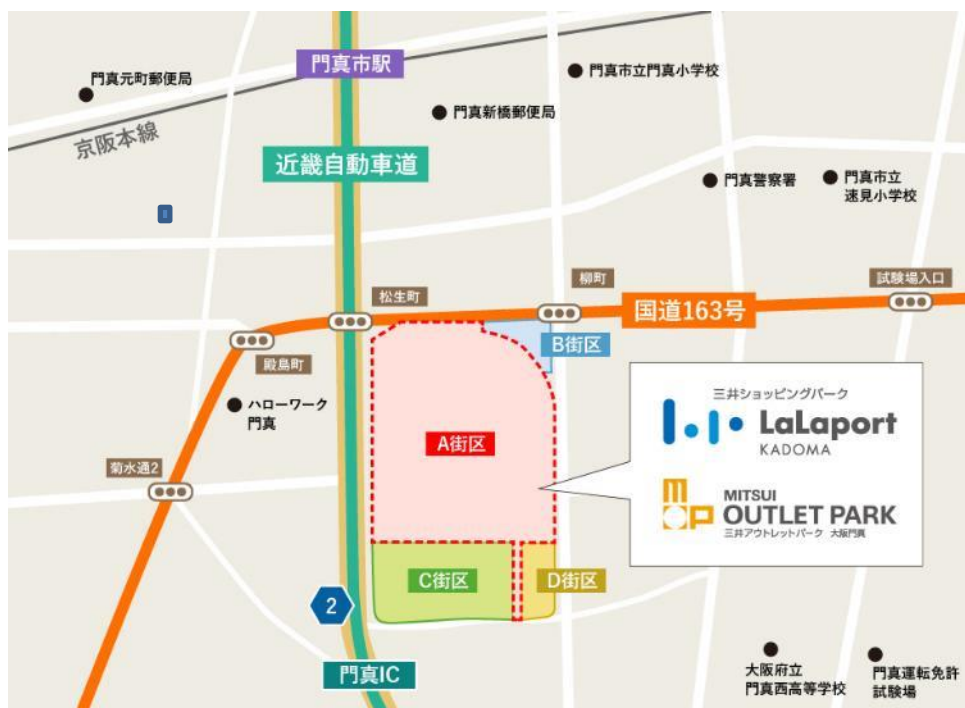 門真市駅
門真元町郵便局
京阪本線
門真市立門真小学校
門真新橋郵便局
近畿自動車道
門真警察署
門真市立
速見小学校
松生町
柳町
試験場入口
国道163号
殿島町
B街区
ハローワーク
門真
A街区
菊水通2
三井ショッピングパーク
LaLaport
KADOMA
MITSUI
OUTLET PARK
三井アウトレットパーク 大阪門真
C街区
D街区
2
門真IC
大阪府立
門真西高等学校
門真運転免許
試験場